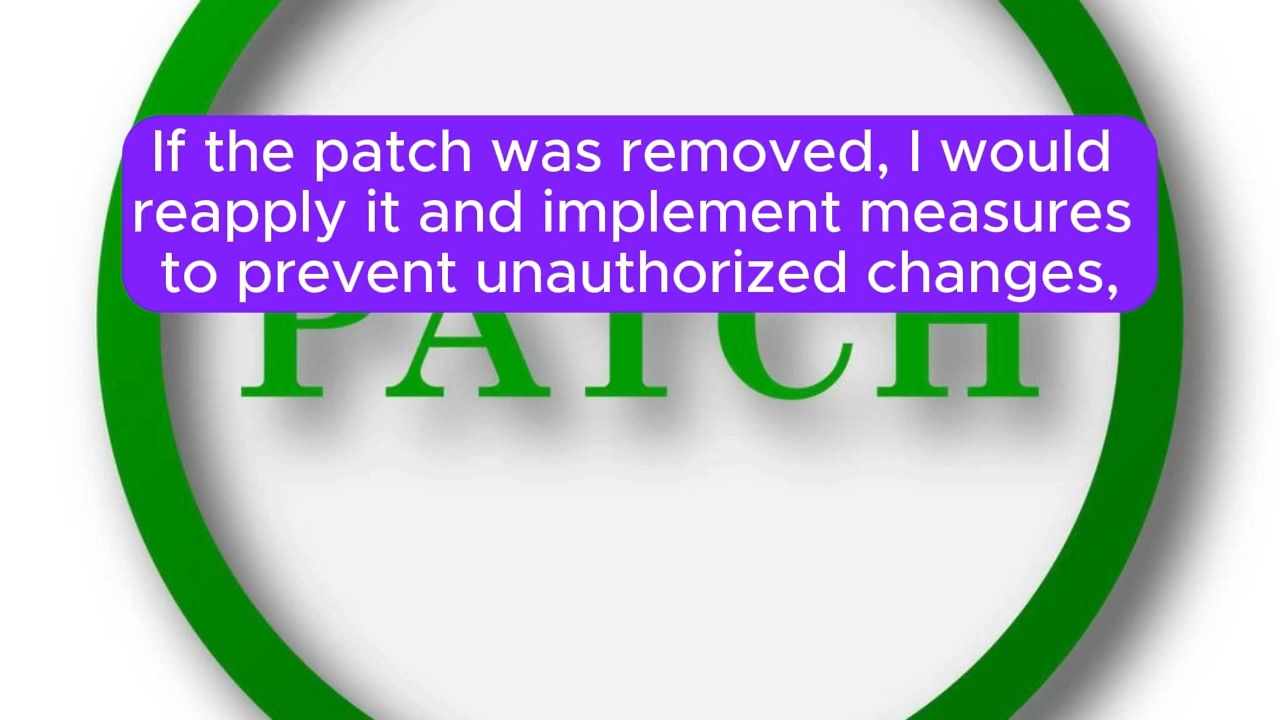 If the patch was removed, I would
reapply it and implement measures
to prevent unauthorized changes,
PATCH